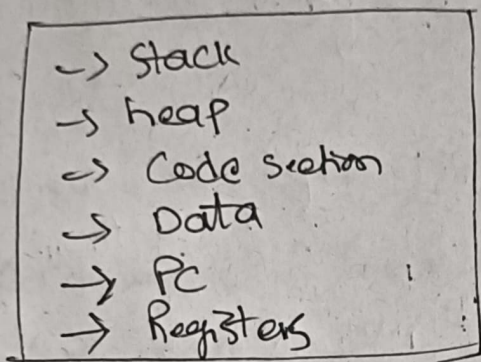 -> Stack
-> heap
-> Code section
-> Data
-> PC
-> Registers